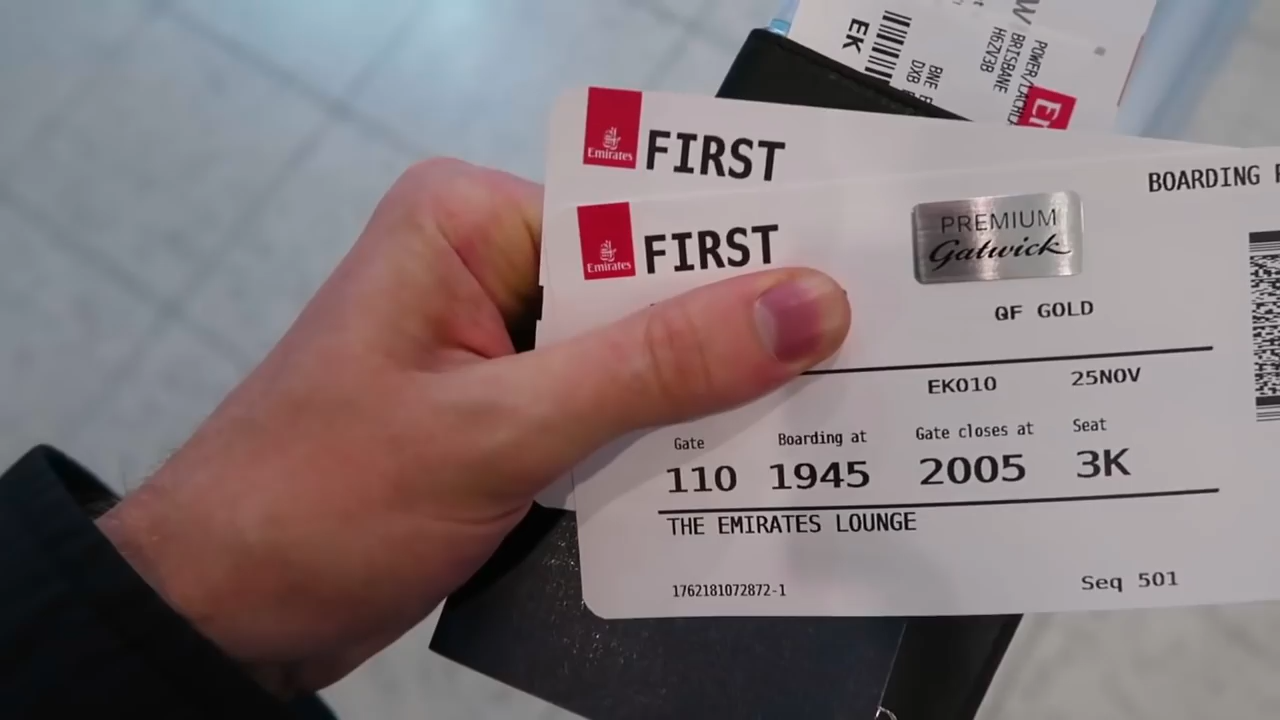 EK
BNE
DXB
H6ZV3B
BRISBANE
Emirates
FIRST
BOARDING
Emirates
FIRST
PREMIUM
Gatwick
QF GOLD
EK010 25NOV
Gate Boarding at Gate closes at Seat
110 1945 2005 3K
THE EMIRATES LOUNGE
1762181072872-1
Seq 501